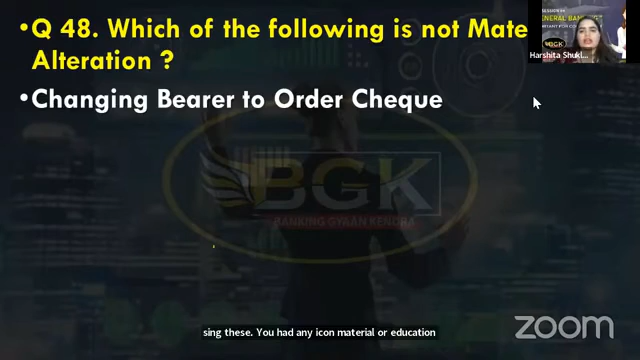 •Q 48. Which of the following is not Mate
Alteration ?
•Changing Bearer to Order Cheque
BGK
BANKING GYAAN KENDRA
Harshita Shukl...
BGK
sing these. You had any icon material or education
zoom